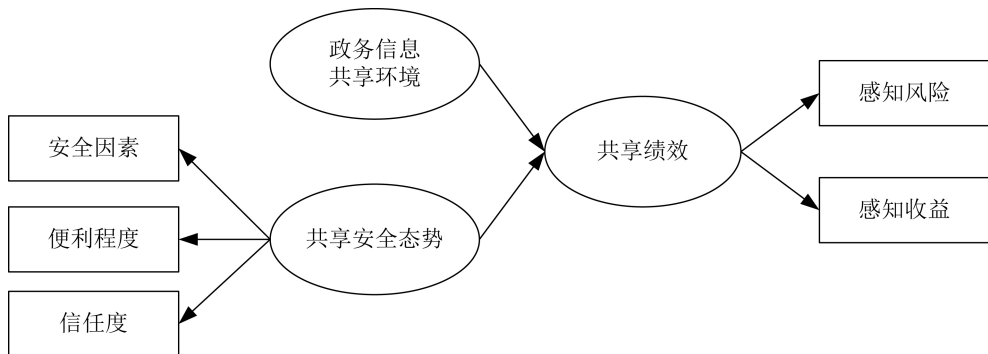 政务信息
共享环境
感知风险
安全因素
共享绩效
感知收益
便利程度
共享安全态势
信任度